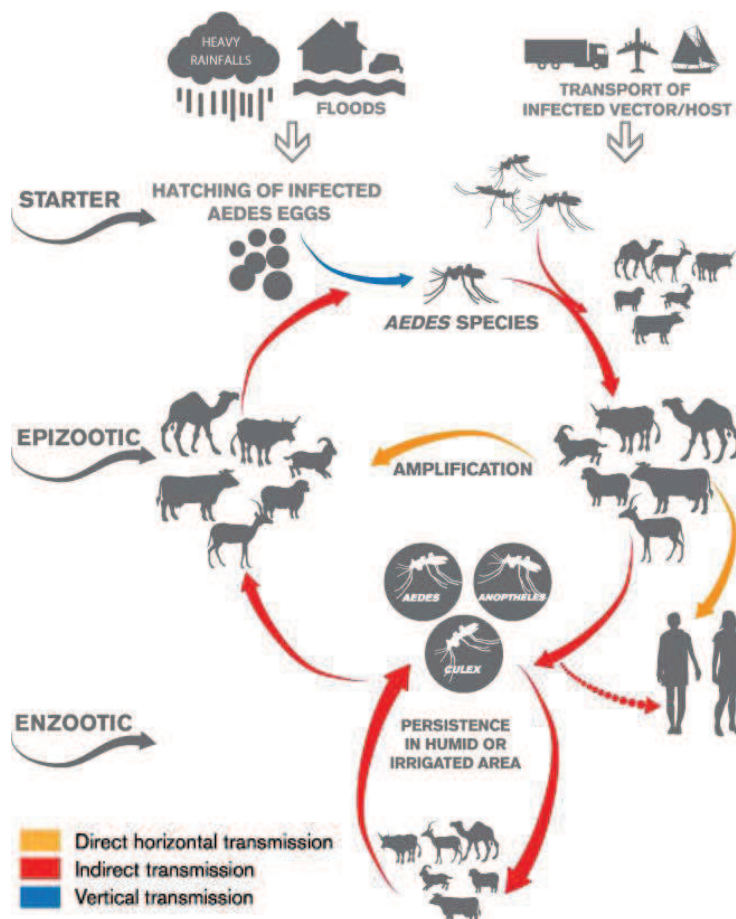 HEAVY
RAINFALLS
FLOODS
TRANSPORT OF
INFECTED VECTOR/HOST
STARTER
HATCHING OF INFECTED
AEDES EGGS
AEDES SPECIES
EPIZOOTIC
AMPLIFICATION
AEDES
ANOPTHELES
CULEX
ENZOOTIC
PERSISTENCE
IN HUMID OR
IRRIGATED AREA
Direct horizontal transmission
Indirect transmission
Vertical transmission